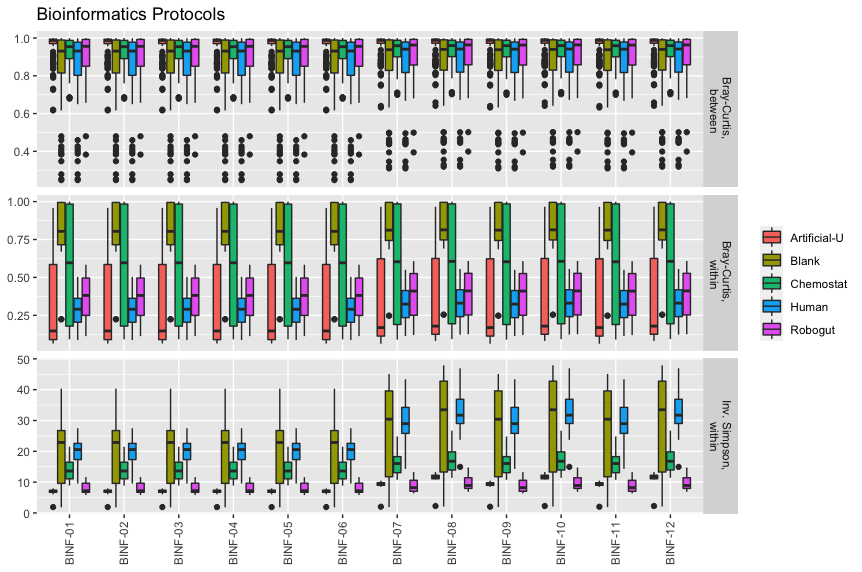 Bioinformatics Protocols
1.0
0.8
0.6
0.4
Bray-Curtis,
between
1.00
0.75
0.50
0.25
Bray-Curtis,
within
50
40
30
20
10
0
Inv. Simpson,
within
BINF-01
BINF-02
BINF-03
BINF-04
BINF-05
BINF-06
BINF-07
BINF-08
BINF-09
BINF-10
BINF-11
BINF-12
Artificial-U
Blank
Chemostat
Human
Robogut